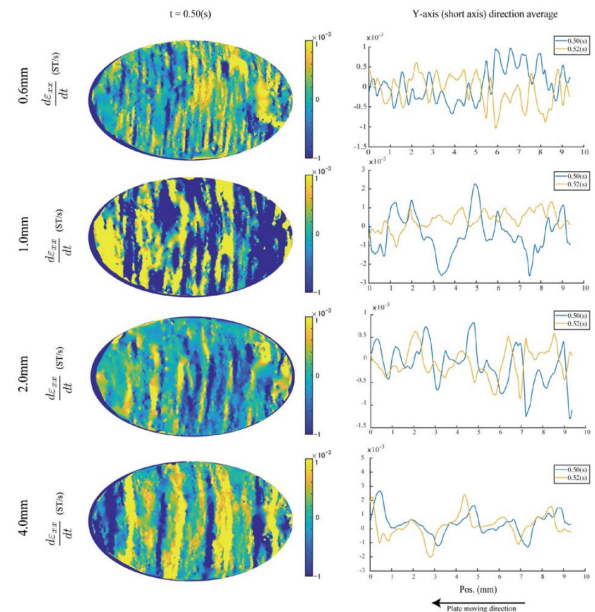 t = 0.50(s)
Y-axis (short axis) direction average
0.6mm
dε_xx/dt (ST/s)
×10⁻³
1
0
−1
×10⁻³
1
0.5
0
-0.5
-1
-1.5
0 1 2 3 4 5 6 7 8 9 10
0.50(s)
0.52(s)
1.0mm
dε_xx/dt (ST/s)
×10⁻³
1
0
−1
×10⁻³
3
2
1
0
-1
-2
-3
0 1 2 3 4 5 6 7 8 9 10
0.50(s)
0.52(s)
2.0mm
dε_xx/dt (ST/s)
×10⁻³
1
0
−1
×10⁻³
1
0.5
0
-0.5
-1
-1.5
0 1 2 3 4 5 6 7 8 9 10
0.50(s)
0.52(s)
4.0mm
dε_xx/dt (ST/s)
×10⁻³
1
0
−1
×10⁻³
4
3
2
1
0
-1
-2
-3
0 1 2 3 4 5 6 7 8 9 10
0.50(s)
0.52(s)
Pos. (mm)
Plate moving direction